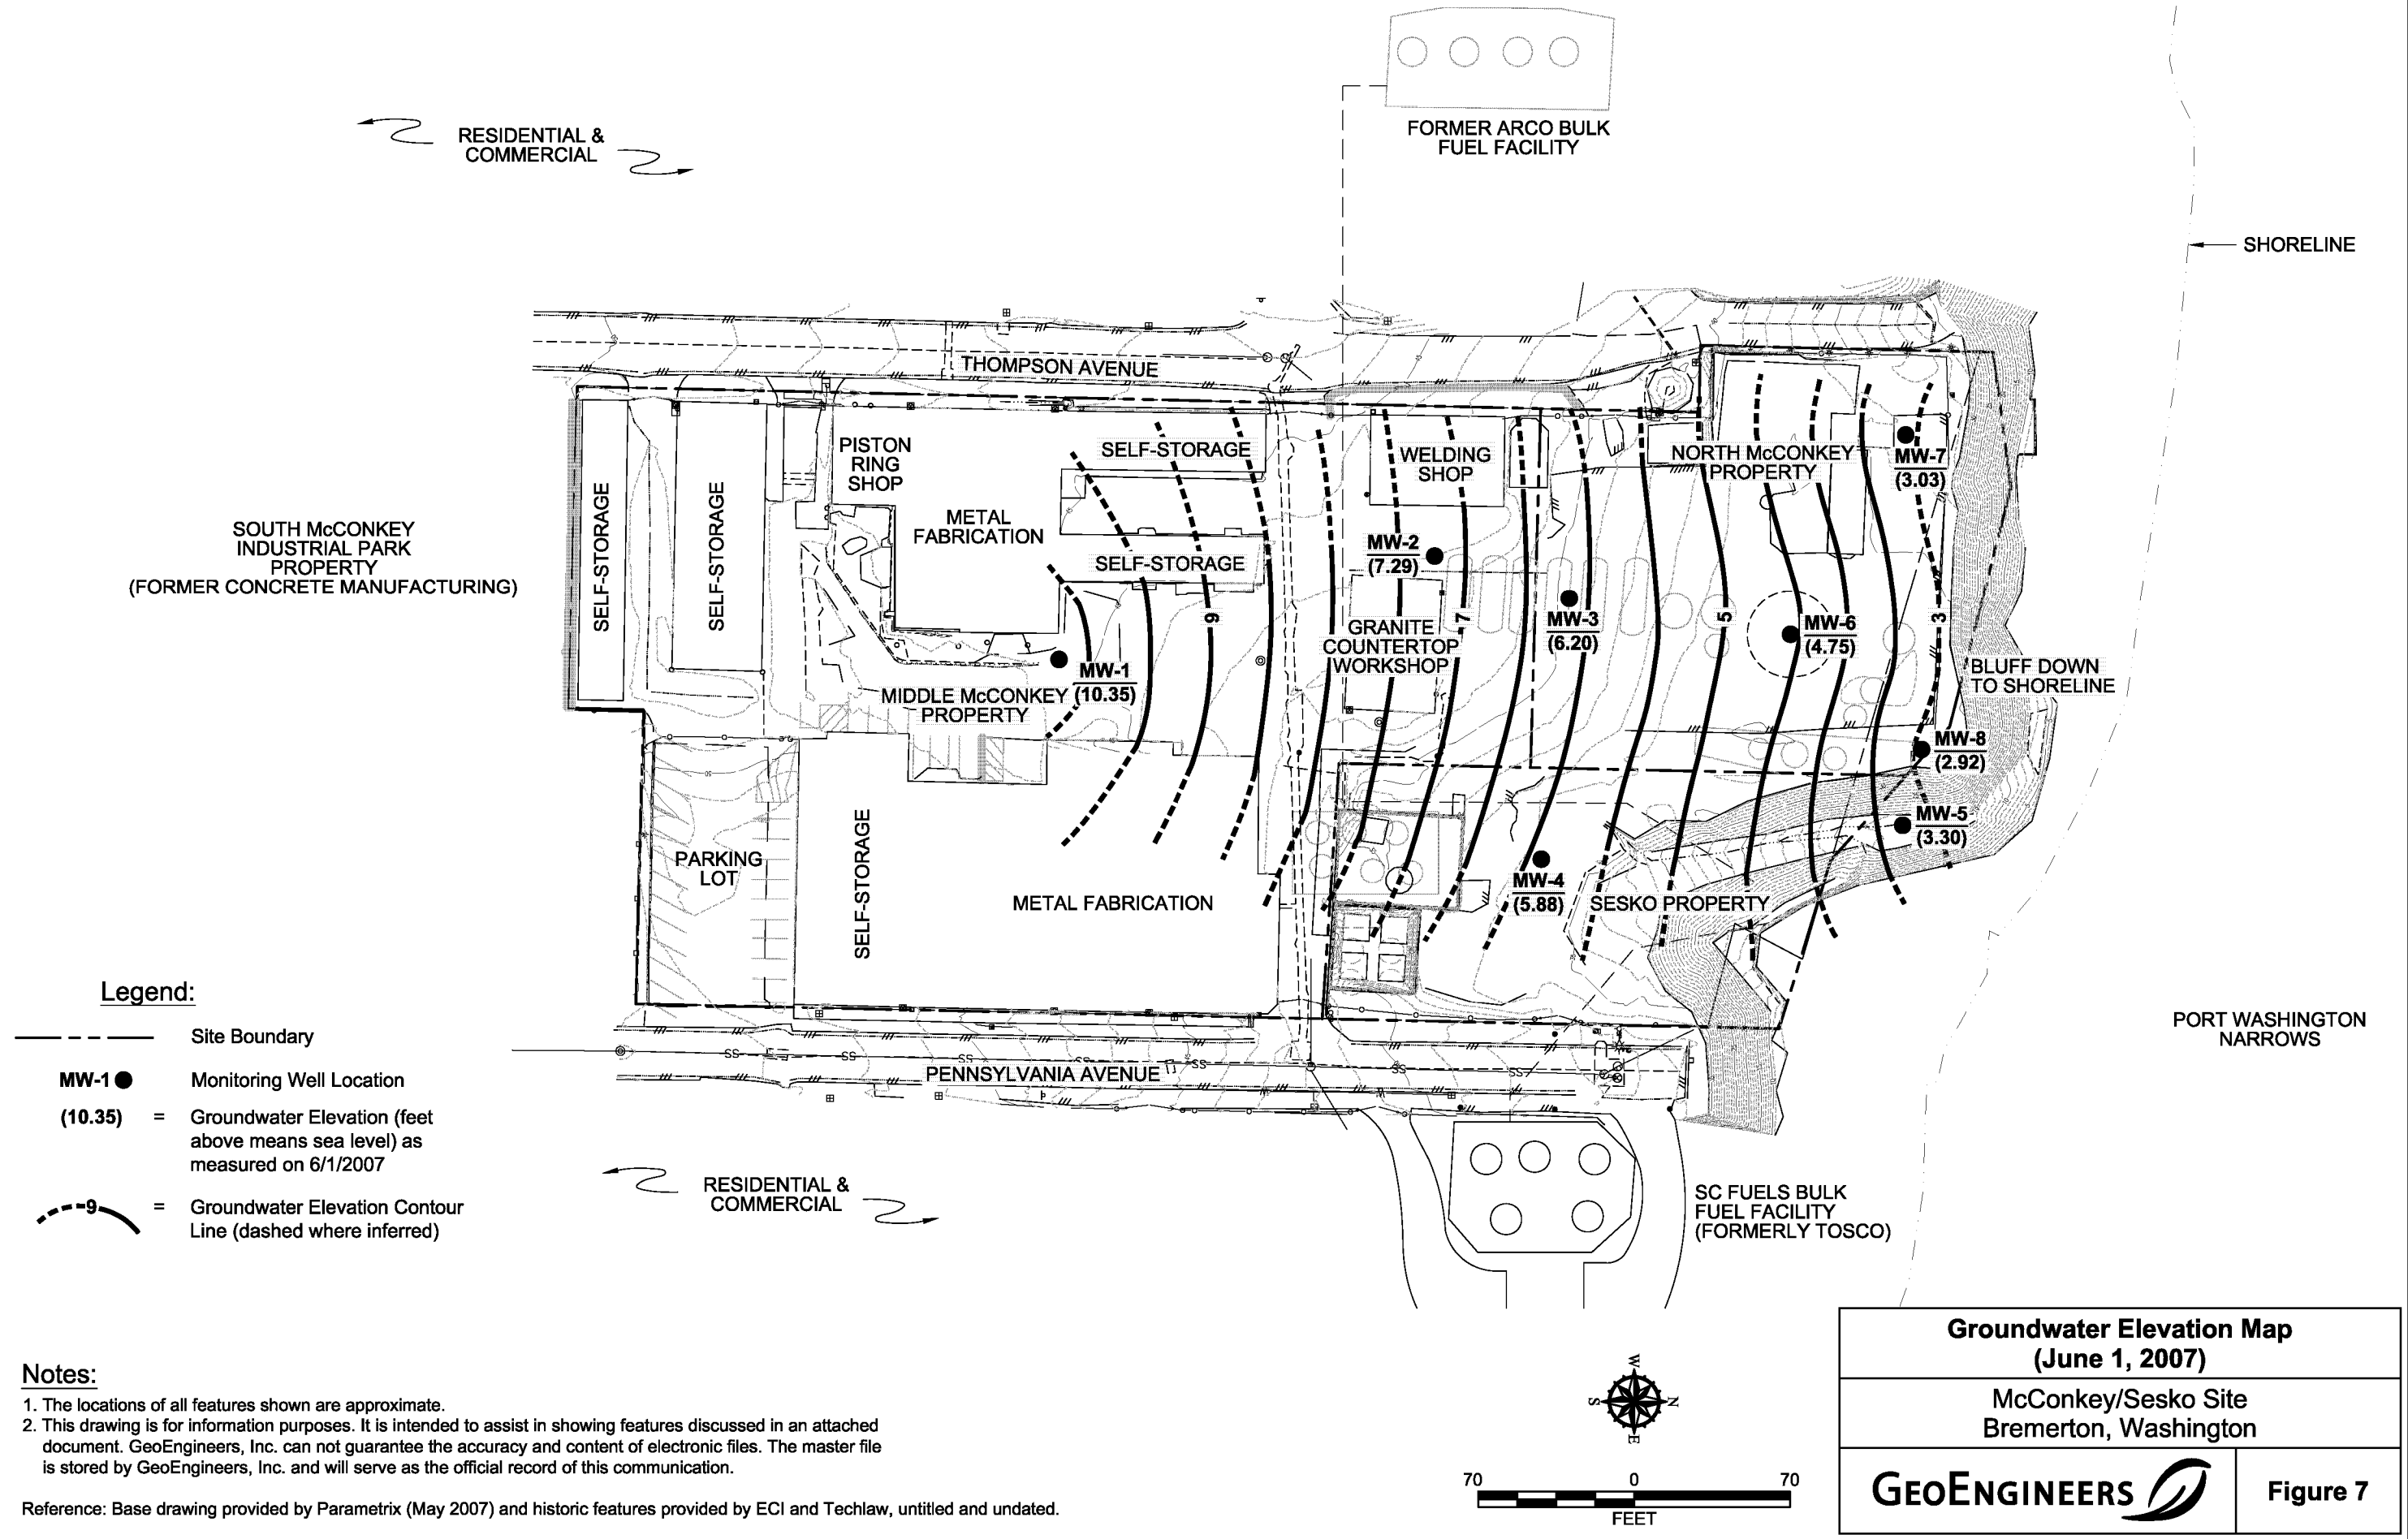 FORMER ARCO BULK
FUEL FACILITY
RESIDENTIAL &
COMMERCIAL
SHORELINE
THOMPSON AVENUE
PISTON
RING
SHOP
SELF-STORAGE
WELDING
SHOP
NORTH McCONKEY
PROPERTY
MW-7
(3.03)
SELF-STORAGE
SELF-STORAGE
METAL
FABRICATION
SOUTH McCONKEY
INDUSTRIAL PARK
PROPERTY
(FORMER CONCRETE MANUFACTURING)
MW-2
(7.29)
SELF-STORAGE
9
7
5
3
MW-3
(6.20)
MW-6
(4.75)
GRANITE
COUNTERTOP
WORKSHOP
MW-1
(10.35)
MIDDLE McCONKEY
PROPERTY
BLUFF DOWN
TO SHORELINE
MW-8
(2.92)
MW-5
(3.30)
PARKING
LOT
SELF-STORAGE
METAL FABRICATION
MW-4
(5.88)
SESKO PROPERTY
PORT WASHINGTON
NARROWS
SS
SS
SS
SS
SS
SS
SS
PENNSYLVANIA AVENUE
RESIDENTIAL &
COMMERCIAL
SC FUELS BULK
FUEL FACILITY
(FORMERLY TOSCO)
Legend:
Site Boundary
MW-1
Monitoring Well Location
(10.35) = Groundwater Elevation (feet
above means sea level) as
measured on 6/1/2007
9 = Groundwater Elevation Contour
Line (dashed where inferred)
Notes:
1. The locations of all features shown are approximate.
2. This drawing is for information purposes. It is intended to assist in showing features discussed in an attached
document. GeoEngineers, Inc. can not guarantee the accuracy and content of electronic files. The master file
is stored by GeoEngineers, Inc. and will serve as the official record of this communication.
Reference: Base drawing provided by Parametrix (May 2007) and historic features provided by ECI and Techlaw, untitled and undated.
W
N
S
E
70 0 70
FEET
Groundwater Elevation Map
(June 1, 2007)
McConkey/Sesko Site
Bremerton, Washington
GEOENGINEERS
Figure 7